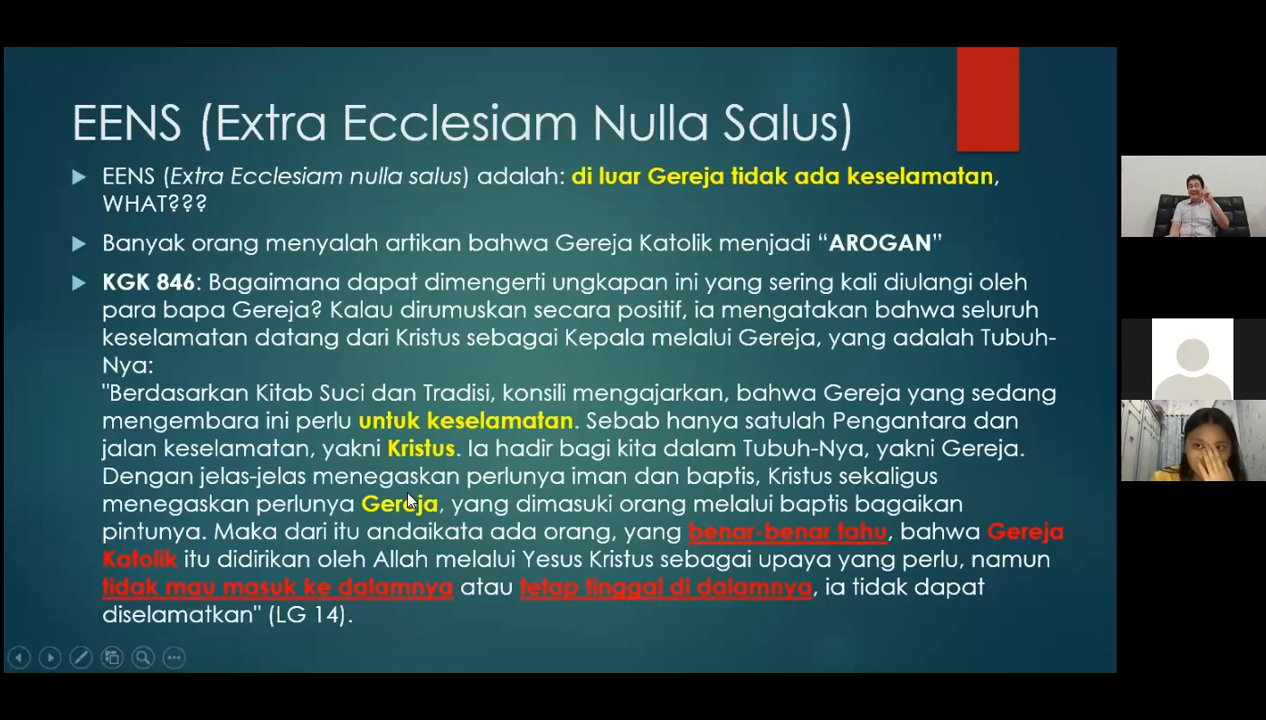 EENS (Extra Ecclesiam Nulla Salus)
EENS (Extra Ecclesiam nulla salus) adalah: di luar Gereja tidak ada keselamatan,
WHAT???
Banyak orang menyalah artikan bahwa Gereja Katolik menjadi “AROGAN”
KGK 846: Bagaimana dapat dimengerti ungkapan ini yang sering kali diulangi oleh
para bapa Gereja? Kalau dirumuskan secara positif, ia mengatakan bahwa seluruh
keselamatan datang dari Kristus sebagai Kepala melalui Gereja, yang adalah Tubuh-
Nya:
"Berdasarkan Kitab Suci dan Tradisi, konsili mengajarkan, bahwa Gereja yang sedang
mengembara ini perlu untuk keselamatan. Sebab hanya satulah Pengantara dan
jalan keselamatan, yakni Kristus. Ia hadir bagi kita dalam Tubuh-Nya, yakni Gereja.
Dengan jelas-jelas menegaskan perlunya iman dan baptis, Kristus sekaligus
menegaskan perlunya Gereja, yang dimasuki orang melalui baptis bagaikan
pintunya. Maka dari itu andaikata ada orang, yang benar-benar tahu, bahwa Gereja
Katolik itu didirikan oleh Allah melalui Yesus Kristus sebagai upaya yang perlu, namun
tidak mau masuk ke dalamnya atau tetap tinggal di dalamnya, ia tidak dapat
diselamatkan" (LG 14).